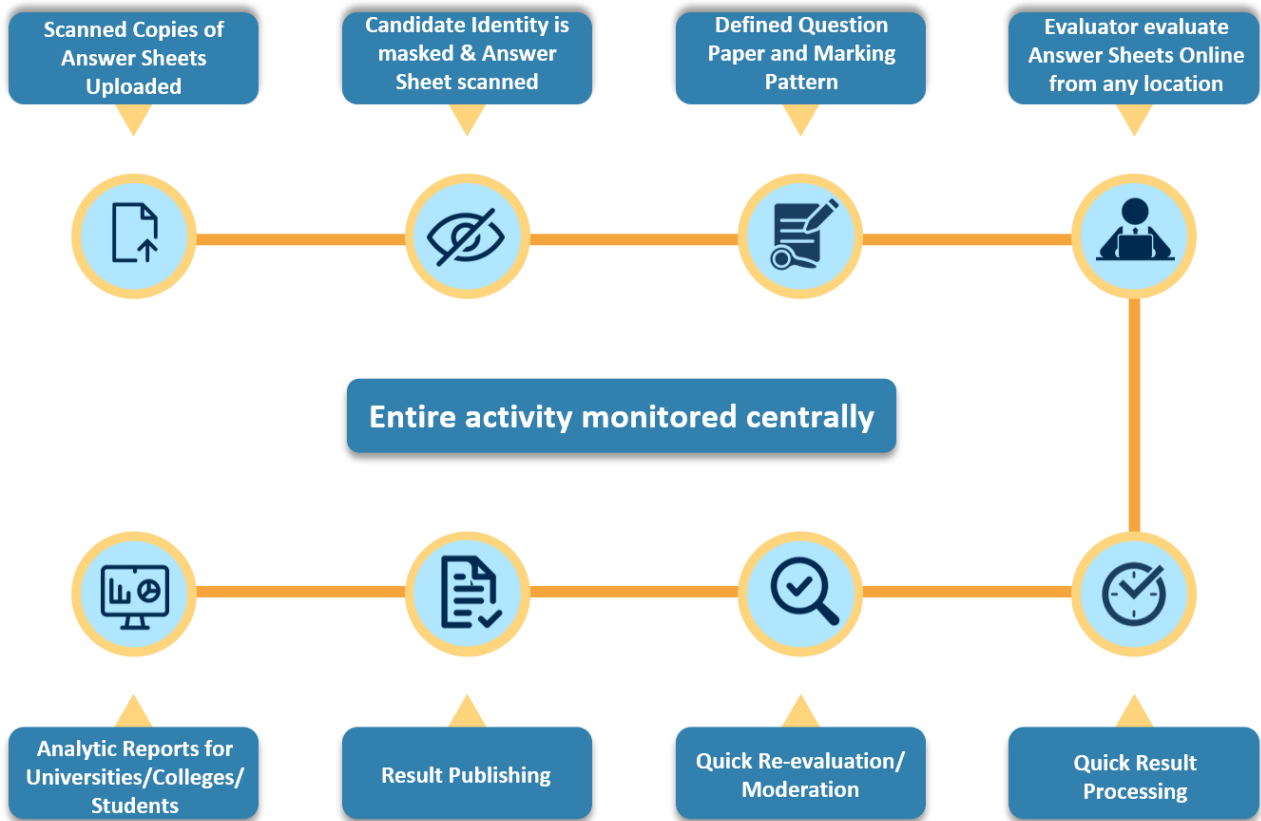 Scanned Copies of
Answer Sheets
Uploaded
Candidate Identity is
masked & Answer
Sheet scanned
Defined Question
Paper and Marking
Pattern
Evaluator evaluate
Answer Sheets Online
from any location
Entire activity monitored centrally
Analytic Reports for
Universities/Colleges/
Students
Result Publishing
Quick Re-evaluation/
Moderation
Quick Result
Processing